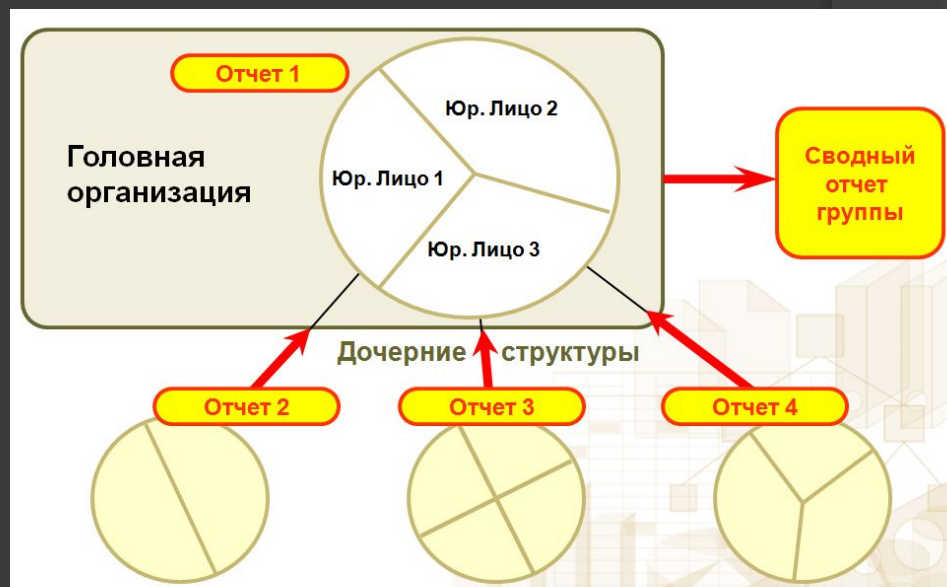 Отчет 1
Юр. Лицо 2
Головная
организация
Юр. Лицо 1
Юр. Лицо 3
Сводный
отчет
группы
Дочерние структуры
Отчет 2
Отчет 3
Отчет 4